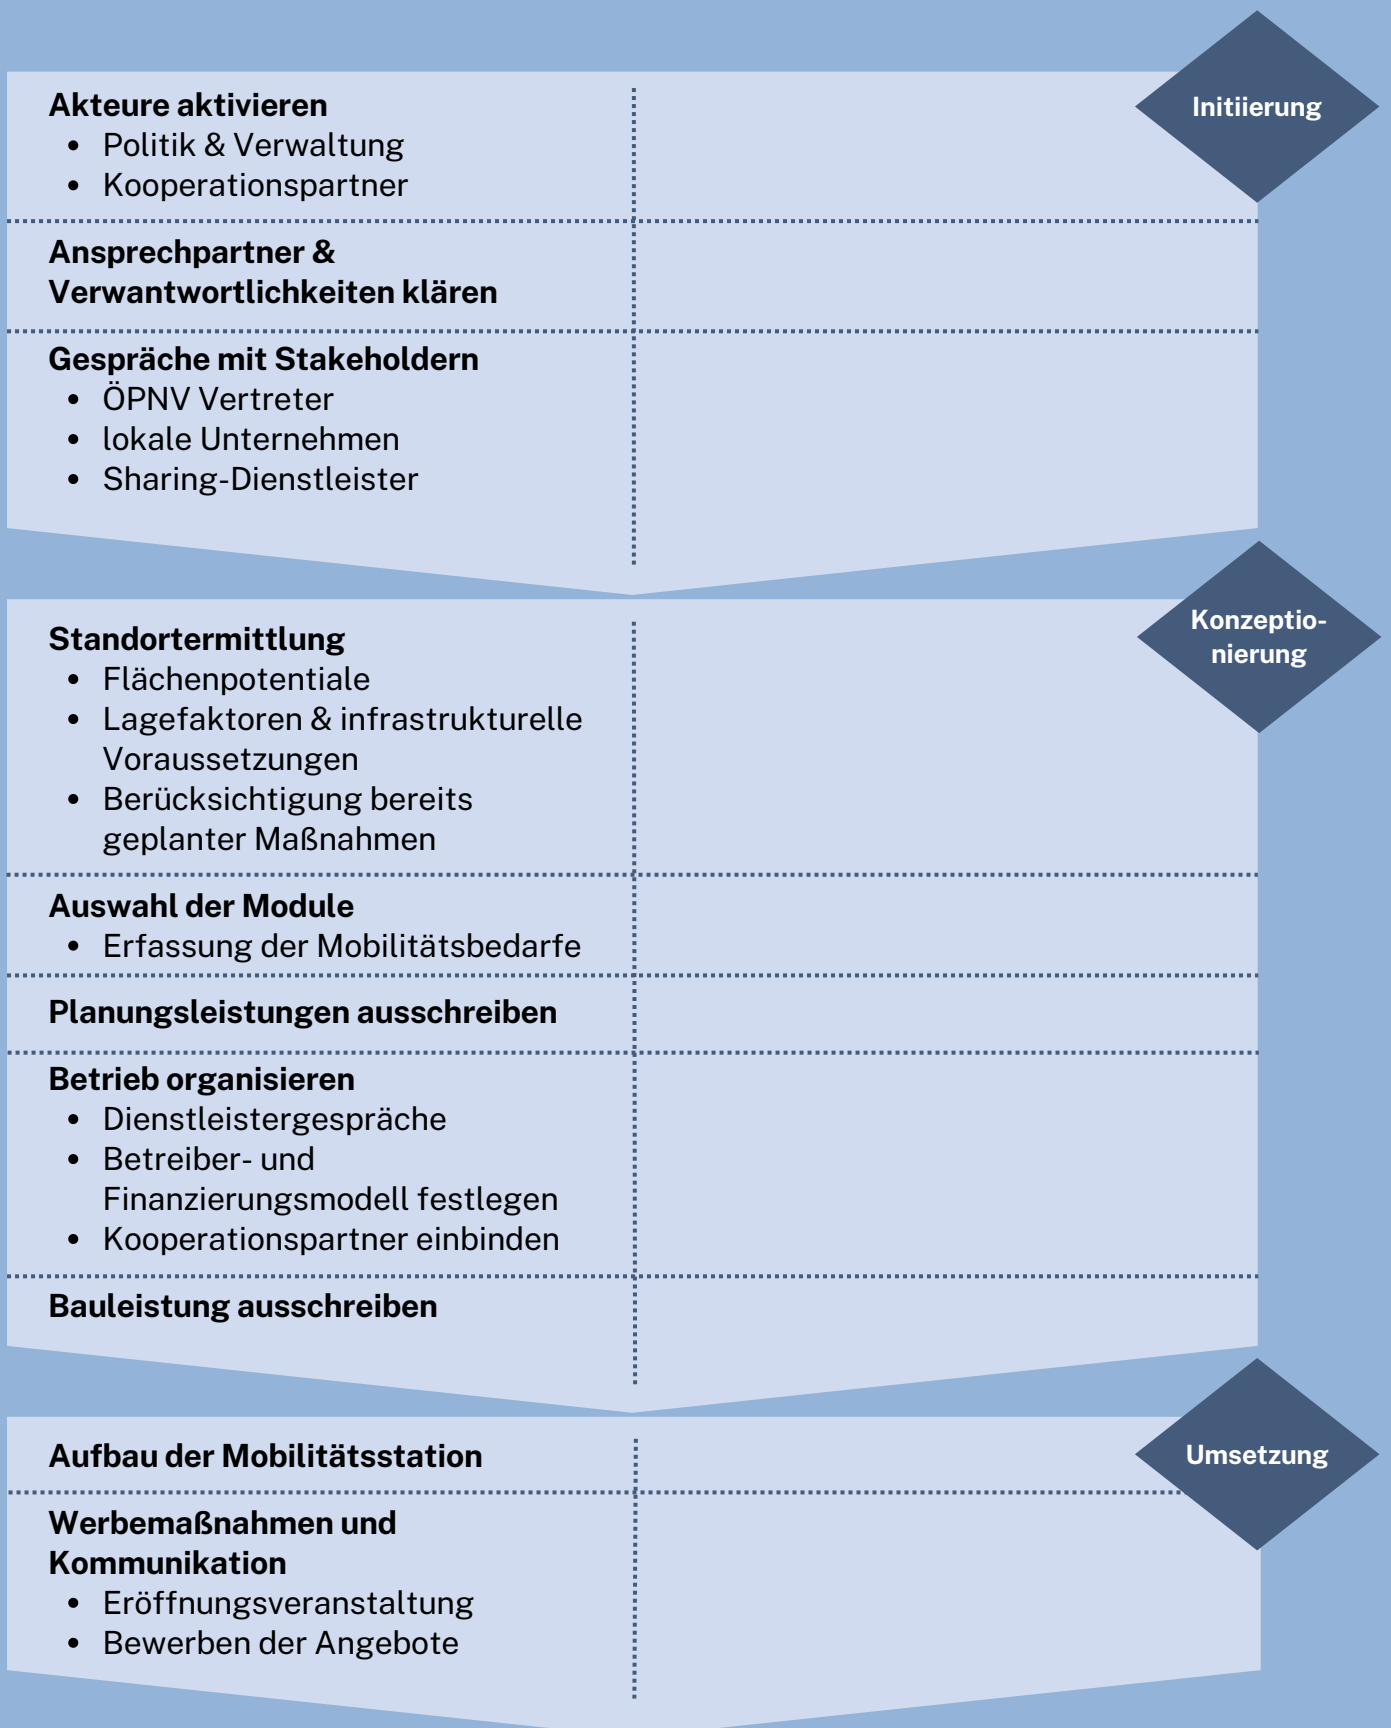 Initiierung
Akteure aktivieren
• Politik & Verwaltung
• Kooperationspartner
Ansprechpartner &
Verwantwortlichkeiten klären
Gespräche mit Stakeholdern
• ÖPNV Vertreter
• lokale Unternehmen
• Sharing-Dienstleister
Konzeptio-
nierung
Standortermittlung
• Flächenpotentiale
• Lagefaktoren & infrastrukturelle
Voraussetzungen
• Berücksichtigung bereits
geplanter Maßnahmen
Auswahl der Module
• Erfassung der Mobilitätsbedarfe
Planungsleistungen ausschreiben
Betrieb organisieren
• Dienstleistergespräche
• Betreiber- und
Finanzierungsmodell festlegen
• Kooperationspartner einbinden
Bauleistung ausschreiben
Umsetzung
Aufbau der Mobilitätsstation
Werbemaßnahmen und
Kommunikation
• Eröffnungsveranstaltung
• Bewerben der Angebote